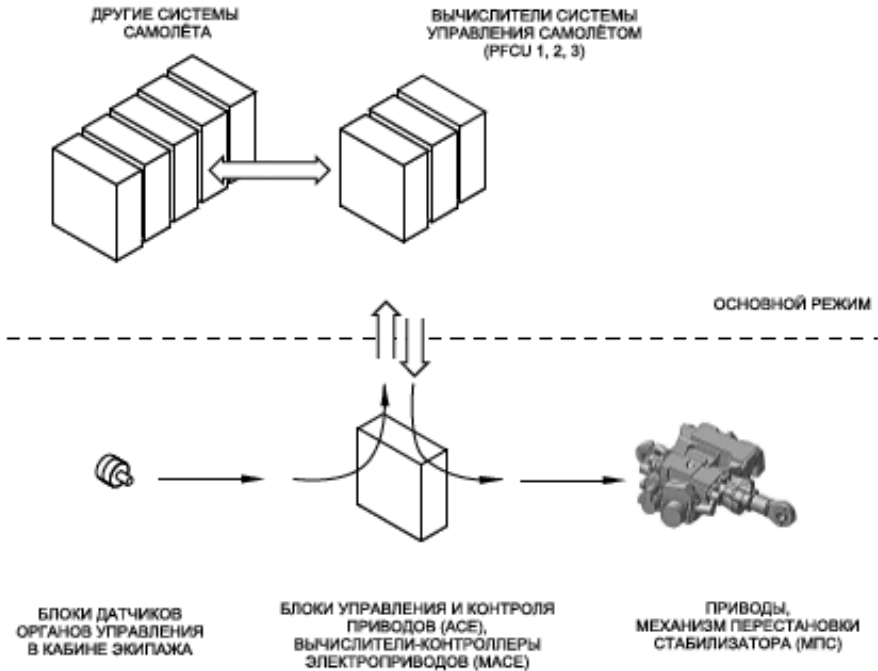 ДРУГИЕ СИСТЕМЫ
САМОЛЁТА
ВЫЧИСЛИТЕЛИ СИСТЕМЫ
УПРАВЛЕНИЯ САМОЛЁТОМ
(PFCU 1, 2, 3)
ОСНОВНОЙ РЕЖИМ
БЛОКИ ДАТЧИКОВ
ОРГАНОВ УПРАВЛЕНИЯ
В КАБИНЕ ЭКИПАЖА
БЛОКИ УПРАВЛЕНИЯ И КОНТРОЛЯ
ПРИВОДОВ (ACE),
ВЫЧИСЛИТЕЛИ-КОНТРОЛЛЕРЫ
ЭЛЕКТРОПРИВОДОВ (MACE)
ПРИВОДЫ,
МЕХАНИЗМ ПЕРЕСТАНОВКИ
СТАБИЛИЗАТОРА (МПС)